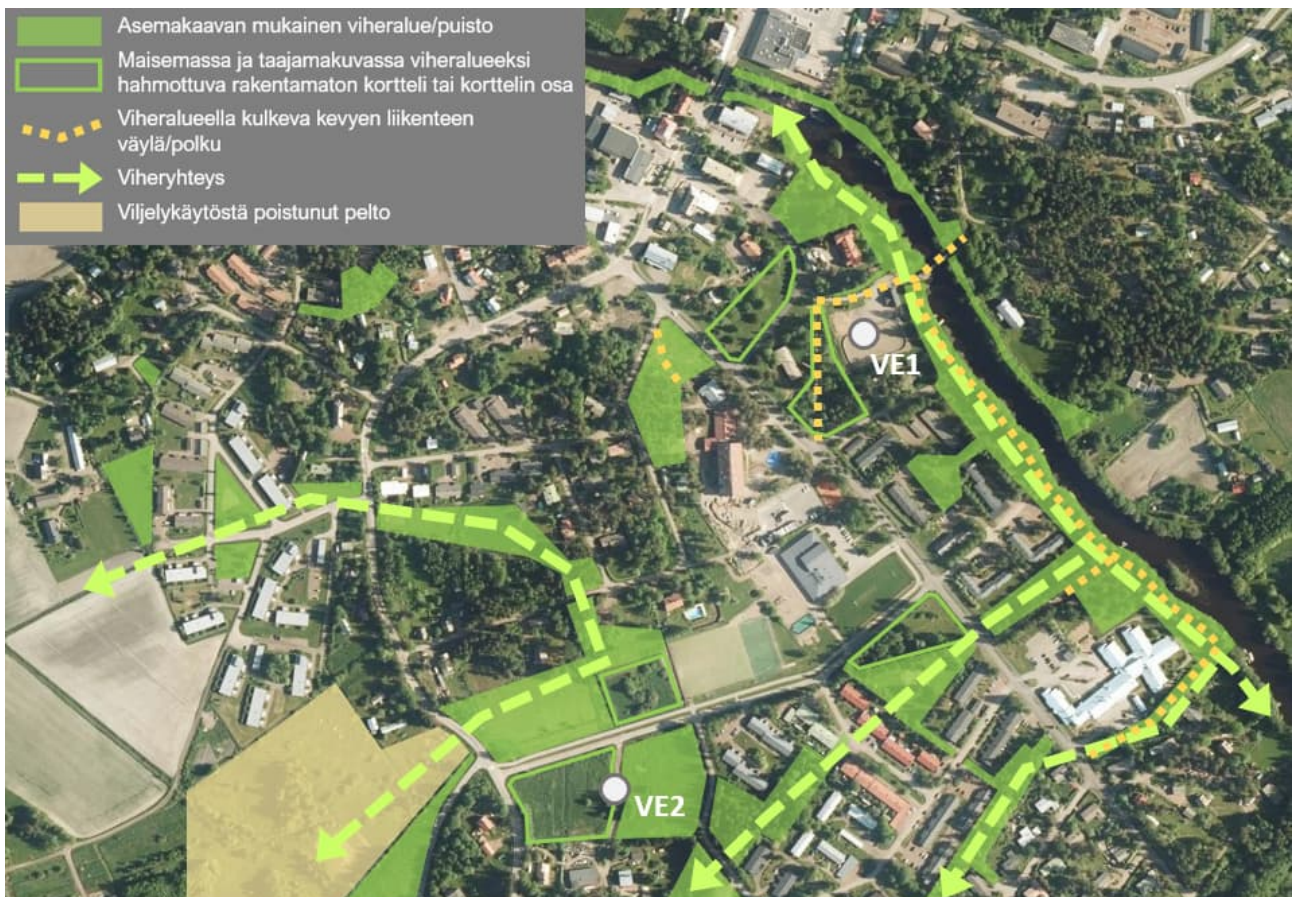 Asemakaavan mukainen viheralue/puisto
Maisemassa ja taajamakuvassa viheralueeksi
hahmottuva rakentamaton kortteli tai korttelin osa
Viheralueella kulkeva kevyen liikenteen
väylä/polku
Viheryhteys
Viljelykäytöstä poistunut pelto
VE1
VE2